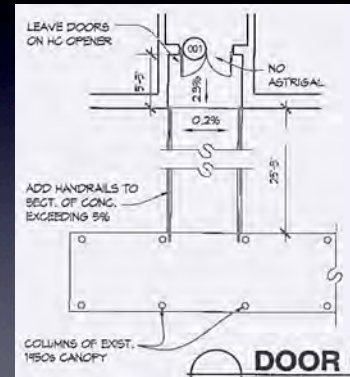 LEAVE DOORS
ON HC OPENER
001
NO
ASTRIGAL
5'-5"
2.3%
0.2%
ADD HANDRAILS TO
SECT. OF CONC.
EXCEEDING 5%
25'-5"
COLUMNS OF EXIST.
1950s CANOPY
DOOR